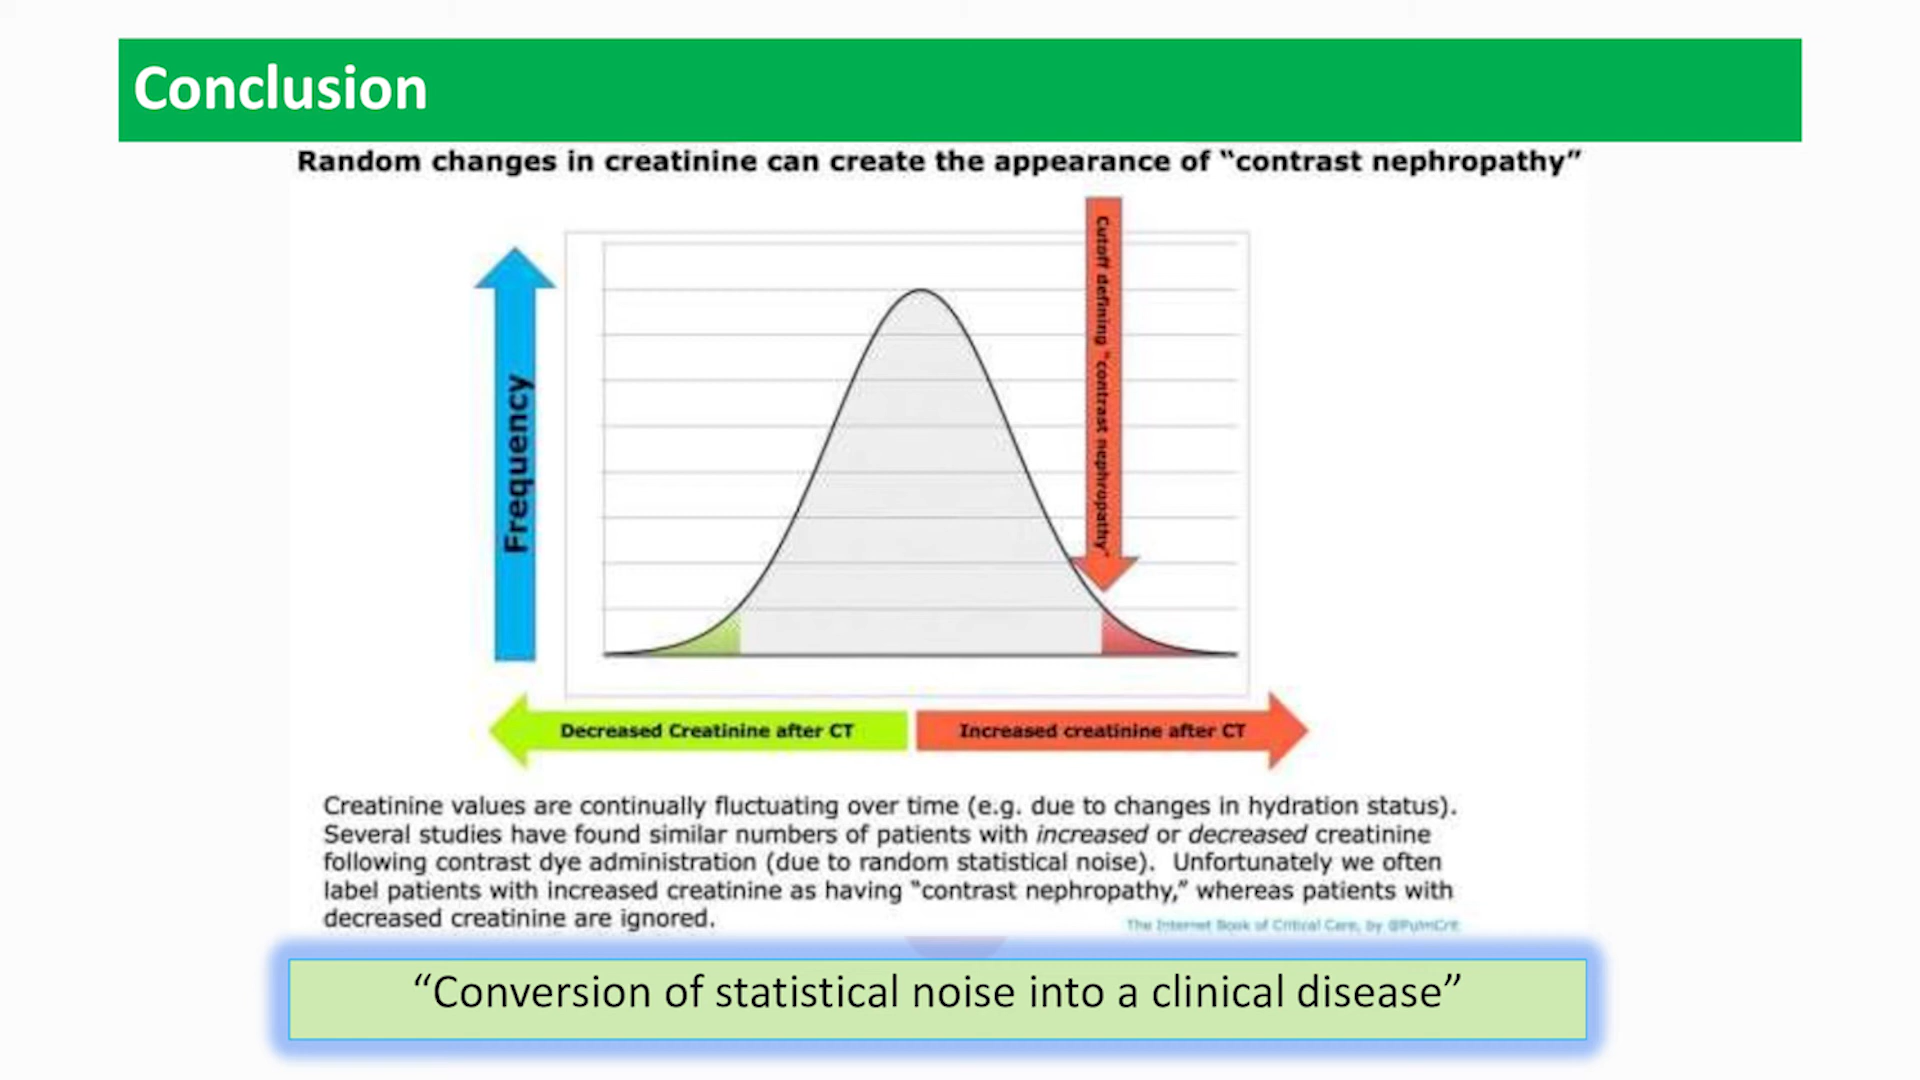 Conclusion
Random changes in creatinine can create the appearance of “contrast nephropathy”
Cutoff defining “contrast nephropathy”
Frequency
Decreased Creatinine after CT
Increased creatinine after CT
Creatinine values are continually fluctuating over time (e.g. due to changes in hydration status).
Several studies have found similar numbers of patients with increased or decreased creatinine
following contrast dye administration (due to random statistical noise). Unfortunately we often
label patients with increased creatinine as having “contrast nephropathy,” whereas patients with
decreased creatinine are ignored.
The Internet Book of Critical Care, by @PulmCrit
“Conversion of statistical noise into a clinical disease”